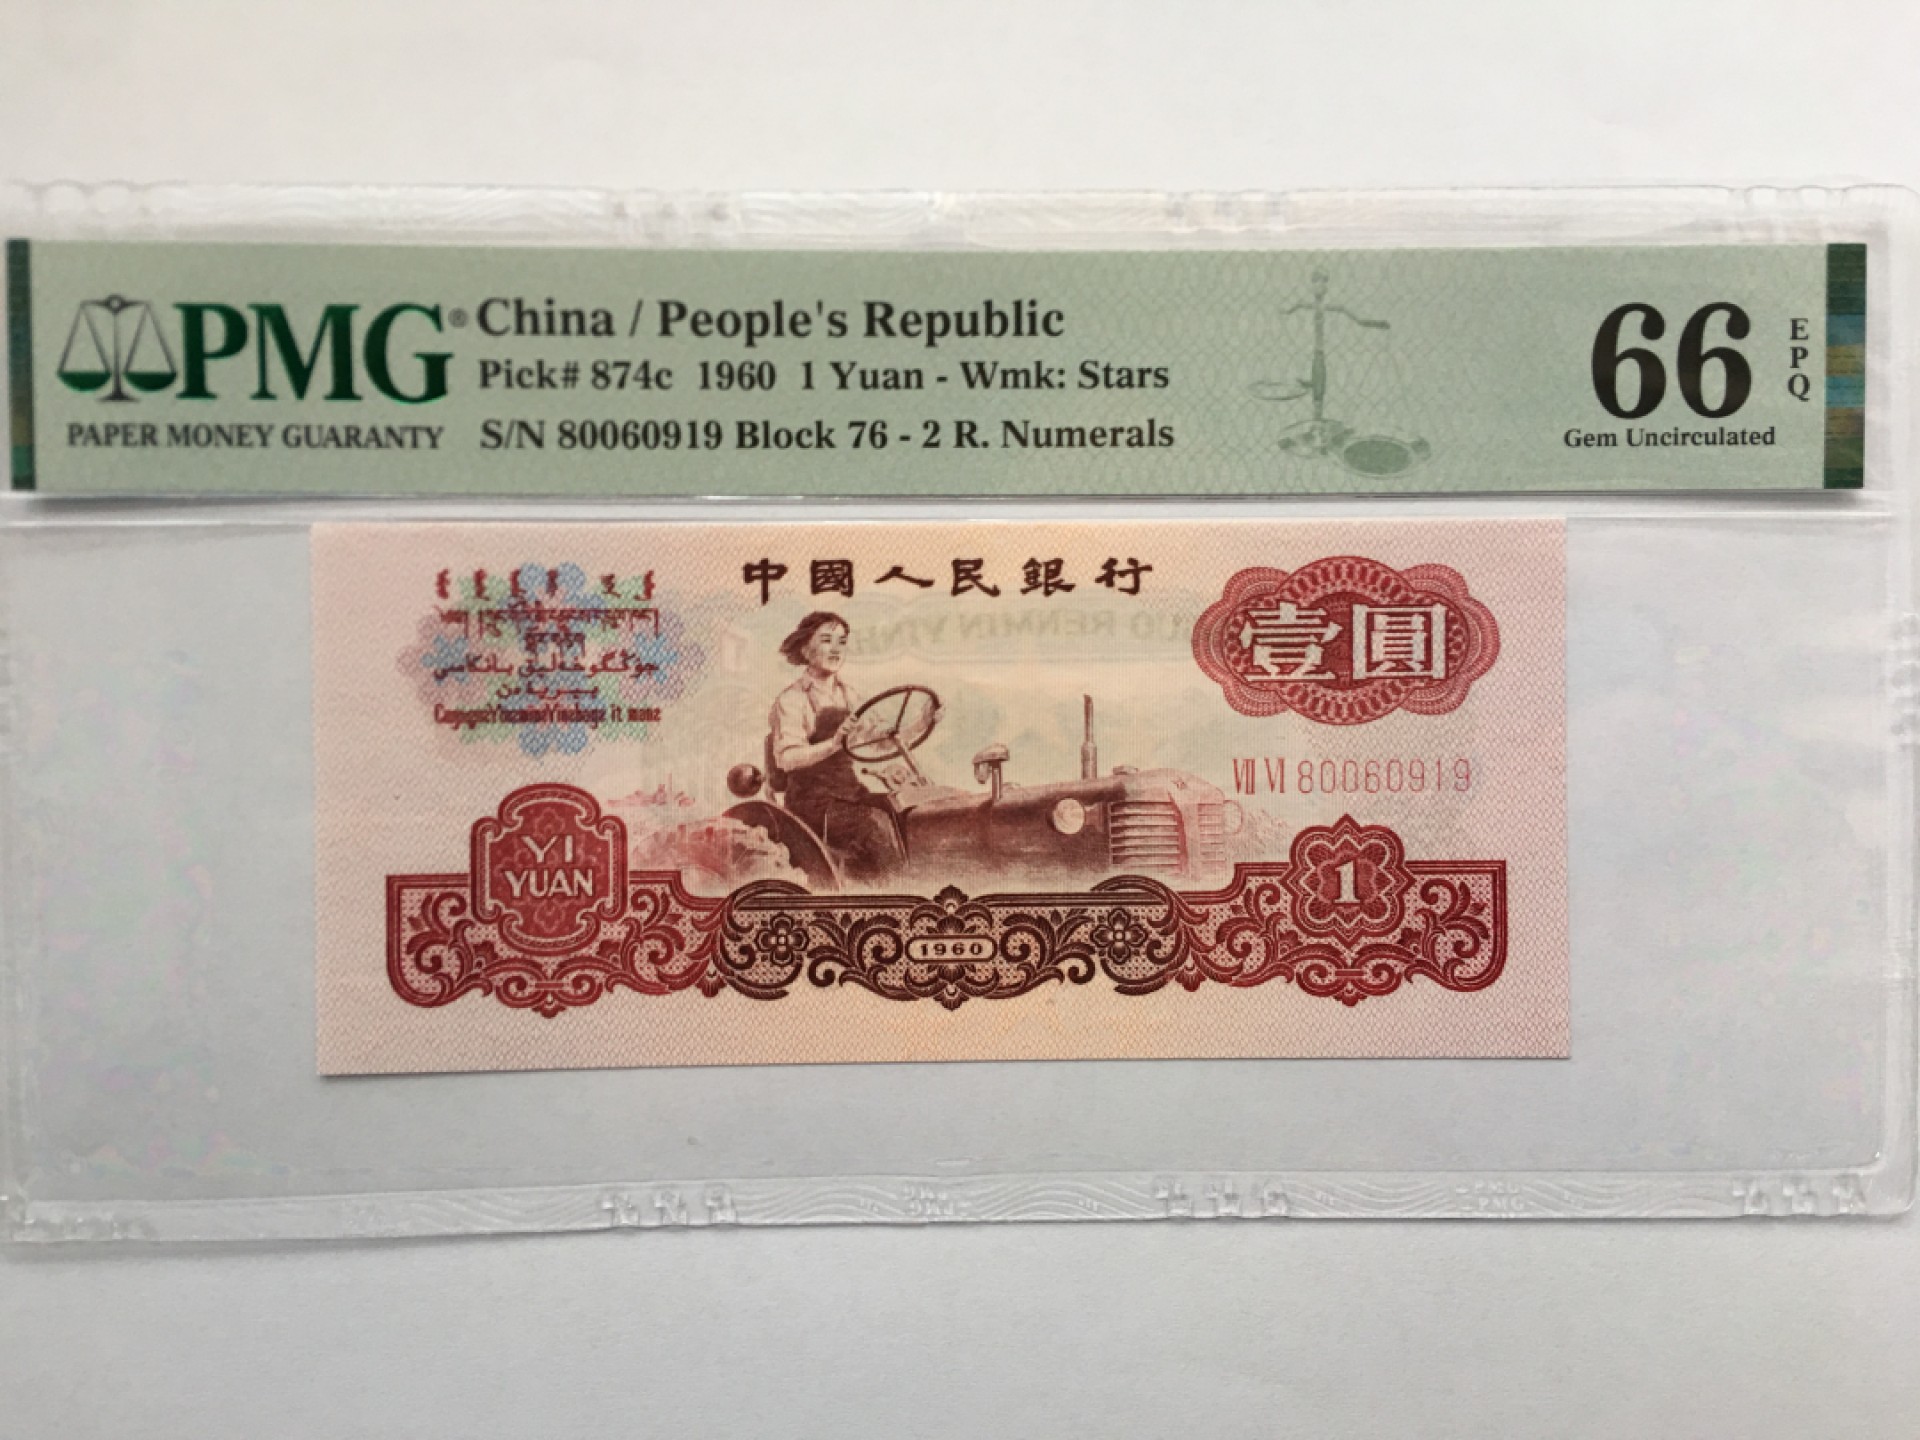 PMG®
PAPER MONEY GUARANTY
China / People's Republic
Pick# 874c 1960 1 Yuan - Wmk: Stars
S/N 80060919 Block 76 - 2 R. Numerals
66
EPQ
Gem Uncirculated
中國人民銀行
壹圓
Ⅶ Ⅵ 80060919
YI
YUAN
1960
1